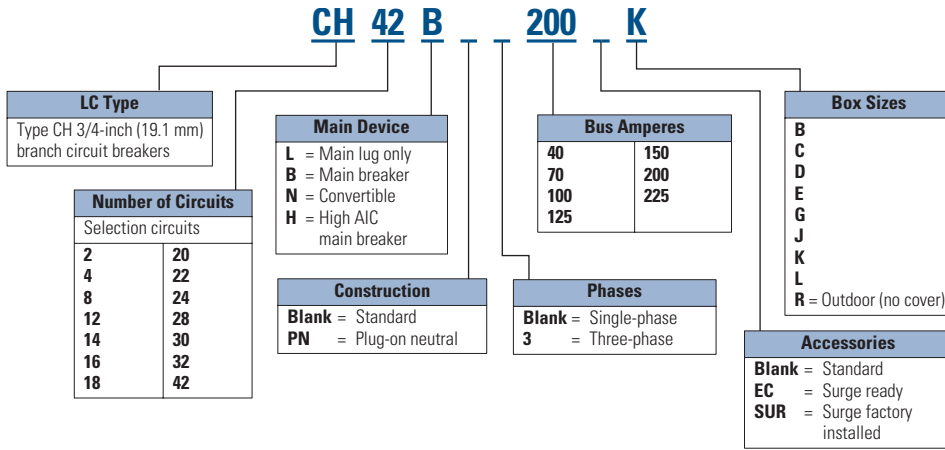 CH 42 B _ _ 200 _ K
LC Type
Type CH 3/4-inch (19.1 mm)
branch circuit breakers
Number of Circuits
Selection circuits
2 20
4 22
8 24
12 28
14 30
16 32
18 42
Main Device
L = Main lug only
B = Main breaker
N = Convertible
H = High AIC
main breaker
Construction
Blank = Standard
PN = Plug-on neutral
Phases
Blank = Single-phase
3 = Three-phase
Bus Amperes
40 150
70 200
100 225
125
Box Sizes
B
C
D
E
G
J
K
L
R = Outdoor (no cover)
Accessories
Blank = Standard
EC = Surge ready
SUR = Surge factory
installed